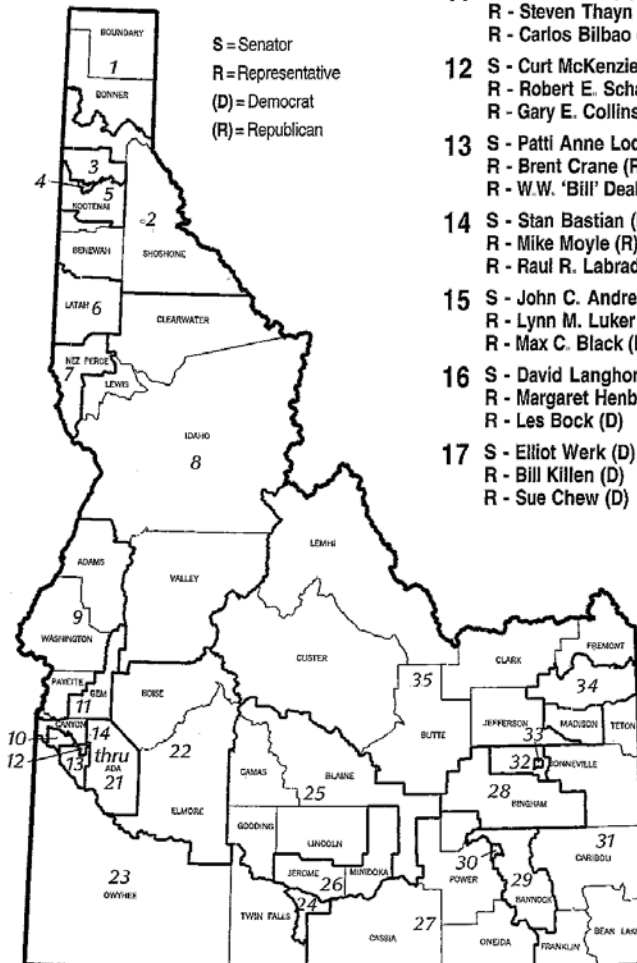 S = Senator
R = Representative
(D) = Democrat
(R) = Republican
R - Steven Thayn
R - Carlos Bilbao
12 S - Curt McKenzie
R - Robert E. Scha
R - Gary E. Collins
13 S - Patti Anne Lod
R - Brent Crane (R
R - W.W. 'Bill' Deal
14 S - Stan Bastian (
R - Mike Moyle (R)
R - Raul R. Labrad
15 S - John C. Andre
R - Lynn M. Luker
R - Max C. Black (
16 S - David Langhor
R - Margaret Henb
R - Les Bock (D)
17 S - Elliot Werk (D)
R - Bill Killen (D)
R - Sue Chew (D)
BOUNDARY
1
BONNER
3
4
5
KOOTENAI
2
BENEWAH
SHOSHONE
LATAH 6
CLEARWATER
NEZ PERCE
7
LEWIS
IDAHO
8
LEMHI
ADAMS
VALLEY
9
WASHINGTON
CUSTER
CLARK
FREMONT
PAYETTE
GEM
11
BOISE
35
34
BUTTE
JEFFERSON
MADISON
TETON
CANYON
10
14
12
thru
13
ADA
21
22
33
32
BONNEVILLE
CAMAS
BLAINE
25
28
BINGHAM
ELMORE
GOODING
LINCOLN
31
CARIBOU
23
OWYHEE
JEROME
26
MINIDOKA
30
POWER
29
BANNOCK
24
TWIN FALLS
27
CASSIA
ONEIDA
FRANKLIN
BEAR LAKE